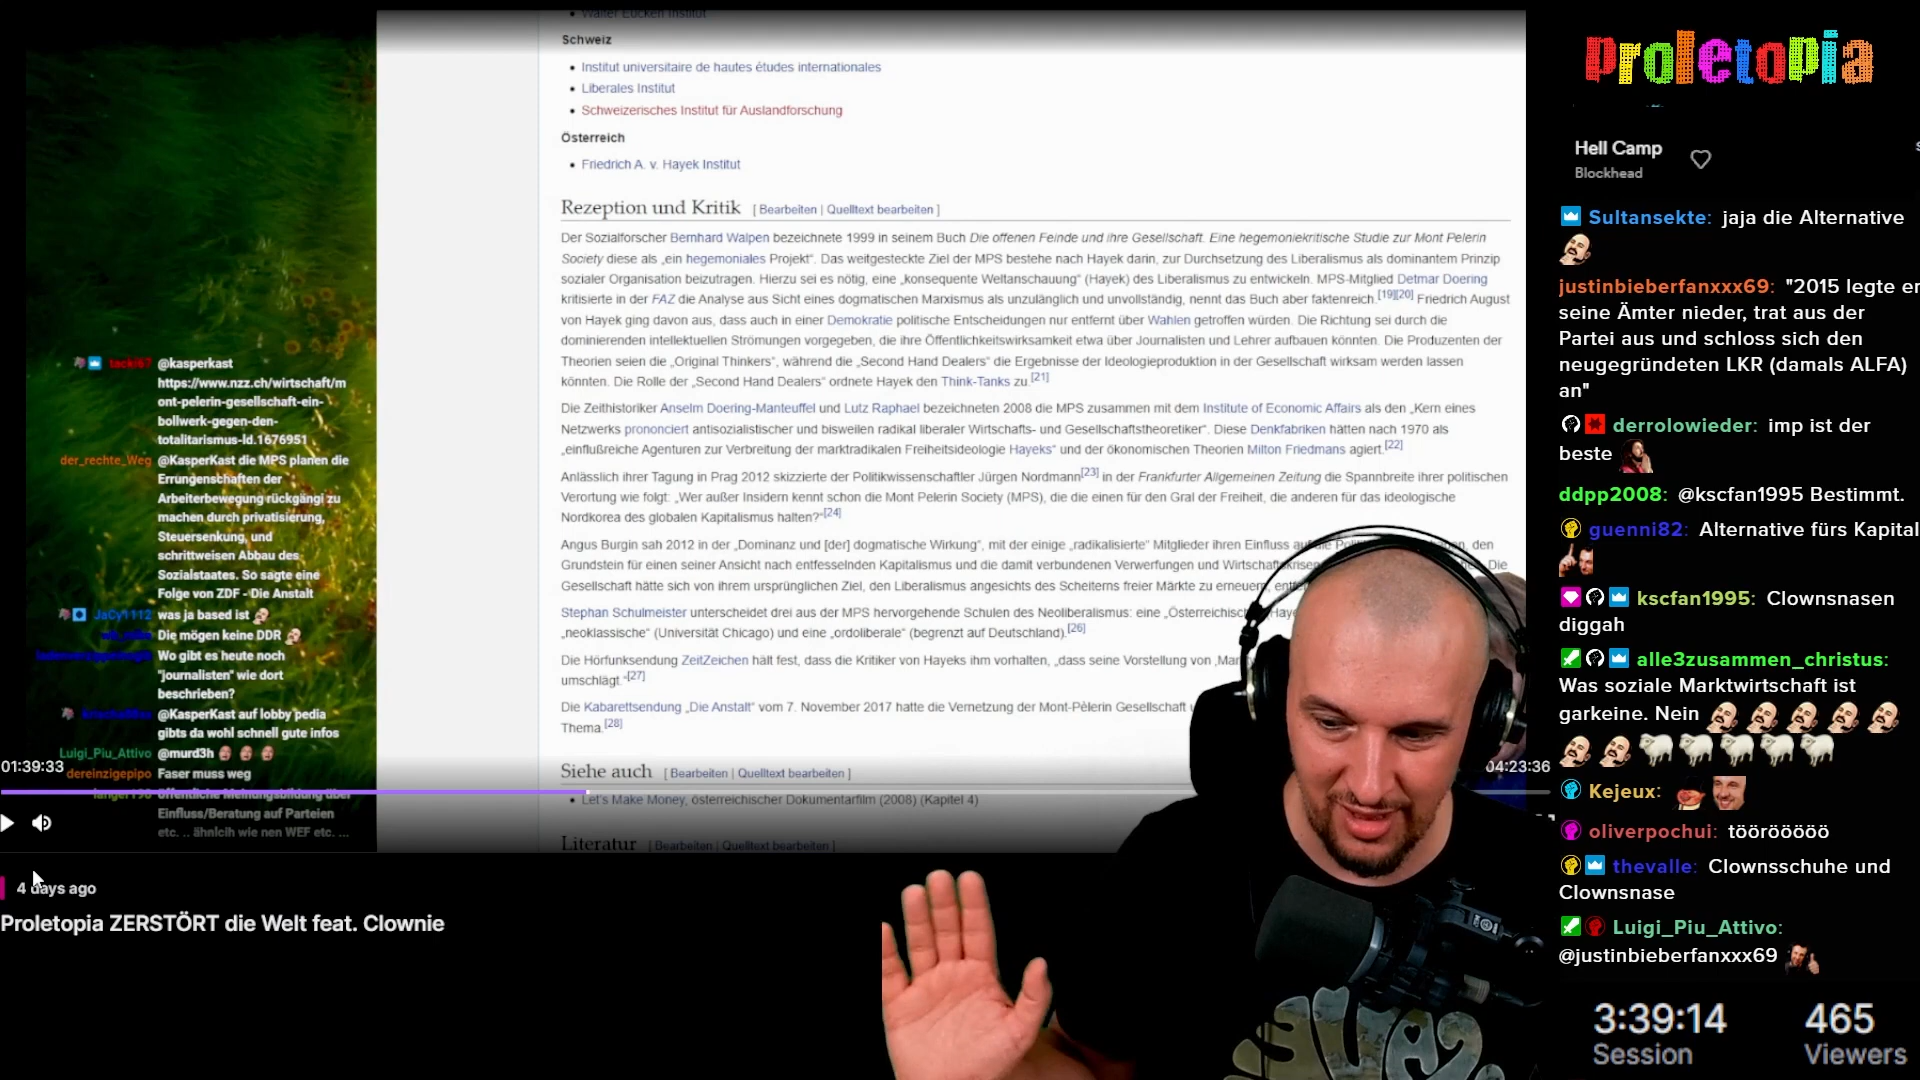 Walter Eucken Institut
Schweiz
Institut universitaire de hautes études internationales
Liberales Institut
Schweizerisches Institut für Auslandforschung
Österreich
Friedrich A. v. Hayek Institut
Rezeption und Kritik [ Bearbeiten | Quelltext bearbeiten ]
Der Sozialforscher Bernhard Walpen bezeichnete 1999 in seinem Buch Die offenen Feinde und ihre Gesellschaft. Eine hegemoniekritische Studie zur Mont Pelerin
Society diese als „ein hegemoniales Projekt“. Das weitgesteckte Ziel der MPS bestehe nach Hayek darin, zur Durchsetzung des Liberalismus als dominantem Prinzip
sozialer Organisation beizutragen. Hierzu sei es nötig, eine „konsequente Weltanschauung“ (Hayek) des Liberalismus zu entwickeln. MPS-Mitglied Detmar Doering
kritisierte in der FAZ die Analyse aus Sicht eines dogmatischen Marxismus als unzulänglich und unvollständig, nennt das Buch aber faktenreich.[19][20] Friedrich August
von Hayek ging davon aus, dass auch in einer Demokratie politische Entscheidungen nur entfernt über Wahlen getroffen würden. Die Richtung sei durch die
dominierenden intellektuellen Strömungen vorgegeben, die ihre Öffentlichkeitswirksamkeit etwa über Journalisten und Lehrer aufbauen könnten. Die Produzenten der
Theorien seien die „Original Thinkers“, während die „Second Hand Dealers“ die Ergebnisse der Ideologieproduktion in der Gesellschaft wirksam werden lassen
könnten. Die Rolle der „Second Hand Dealers“ ordnete Hayek den Think-Tanks zu.[21]
Die Zeithistoriker Anselm Doering-Manteuffel und Lutz Raphael bezeichneten 2008 die MPS zusammen mit dem Institute of Economic Affairs als den „Kern eines
Netzwerks prononciert antisozialistischer und bisweilen radikal liberaler Wirtschafts- und Gesellschaftstheoretiker“. Diese Denkfabriken hätten nach 1970 als
„einflußreiche Agenturen zur Verbreitung der marktradikalen Freiheitsideologie Hayeks“ und der ökonomischen Theorien Milton Friedmans agiert.[22]
Anlässlich ihrer Tagung in Prag 2012 skizzierte der Politikwissenschaftler Jürgen Nordmann[23] in der Frankfurter Allgemeinen Zeitung die Spannbreite ihrer politischen
Verortung wie folgt: „Wer außer Insidern kennt schon die Mont Pelerin Society (MPS), die die einen für den Gral der Freiheit, die anderen für das ideologische
Nordkorea des globalen Kapitalismus halten?“[24]
Angus Burgin sah 2012 in der „Dominanz und [der] dogmatische Wirkung“, mit der einige „radikalisierte“ Mitglieder ihren Einfluss auf die den
Grundstein für einen seiner Ansicht nach entfesselnden Kapitalismus und die damit verbundenen Verwerfungen und Wirtschaftskrisen Die
Gesellschaft hätte sich von ihrem ursprünglichen Ziel, den Liberalismus angesichts des Scheiterns freier Märkte zu erneuern,
Stephan Schulmeister unterscheidet drei aus der MPS hervorgehende Schulen des Neoliberalismus: eine
„neoklassische“ (Universität Chicago) und eine „ordoliberale“ (begrenzt auf Deutschland).[26]
Die Hörfunksendung ZeitZeichen hält fest, dass die Kritiker von Hayeks ihm vorhalten, „dass seine Vorstellung von
umschlägt.“[27]
Die Kabarettsendung „Die Anstalt“ vom 7. November 2017 hatte die Vernetzung der Mont-Pèlerin Gesellschaft
Thema.[28]
Siehe auch [ Bearbeiten | Quelltext bearbeiten ]
Let's Make Money, österreichischer Dokumentarfilm (2008) (Kapitel 4)
Literatur [ Bearbeiten | Quelltext bearbeiten ]
tacki67 @kasperkast
https://www.nzz.ch/wirtschaft/m
ont-pelerin-gesellschaft-ein-
bollwerk-gegen-den-
totalitarismus-ld.1676951
der_rechte_Weg @KasperKast die MPS planen die
Errungenschaften der
Arbeiterbewegung rückgängi zu
machen durch privatisierung,
Steuersenkung, und
schrittweisen Abbau des
Sozialstaates. So sagte eine
Folge von ZDF - Die Anstalt
JaCy1112 was ja based ist
Die mögen keine DDR
Wo gibt es heute noch
"journalisten" wie dort
beschrieben?
@KasperKast auf lobby pedia
gibts da wohl schnell gute infos
Luigi_Piu_Attivo @murd3h
dereinzigepipo Faser muss weg
öffentliche Meinungsbildung über
Einfluss/Beratung auf Parteien
etc. .. ähnlcih wie nen WEF etc. ...
01:39:33
04:23:36
4 days ago
Proletopia ZERSTÖRT die Welt feat. Clownie
Proletopia
Hell Camp
Blockhead
Sultansekte: jaja die Alternative
justinbieberfanxxx69: "2015 legte er
seine Ämter nieder, trat aus der
Partei aus und schloss sich den
neugegründeten LKR (damals ALFA)
an"
derrolowieder: imp ist der
beste
ddpp2008: @kscfan1995 Bestimmt.
guenni82: Alternative fürs Kapital
kscfan1995: Clownsnasen
diggah
alle3zusammen_christus:
Was soziale Marktwirtschaft ist
garkeine. Nein
Kejeux:
oliverpochui: töörööööö
thevalle: Clownsschuhe und
Clownsnase
Luigi_Piu_Attivo:
@justinbieberfanxxx69
3:39:14
Session
465
Viewers